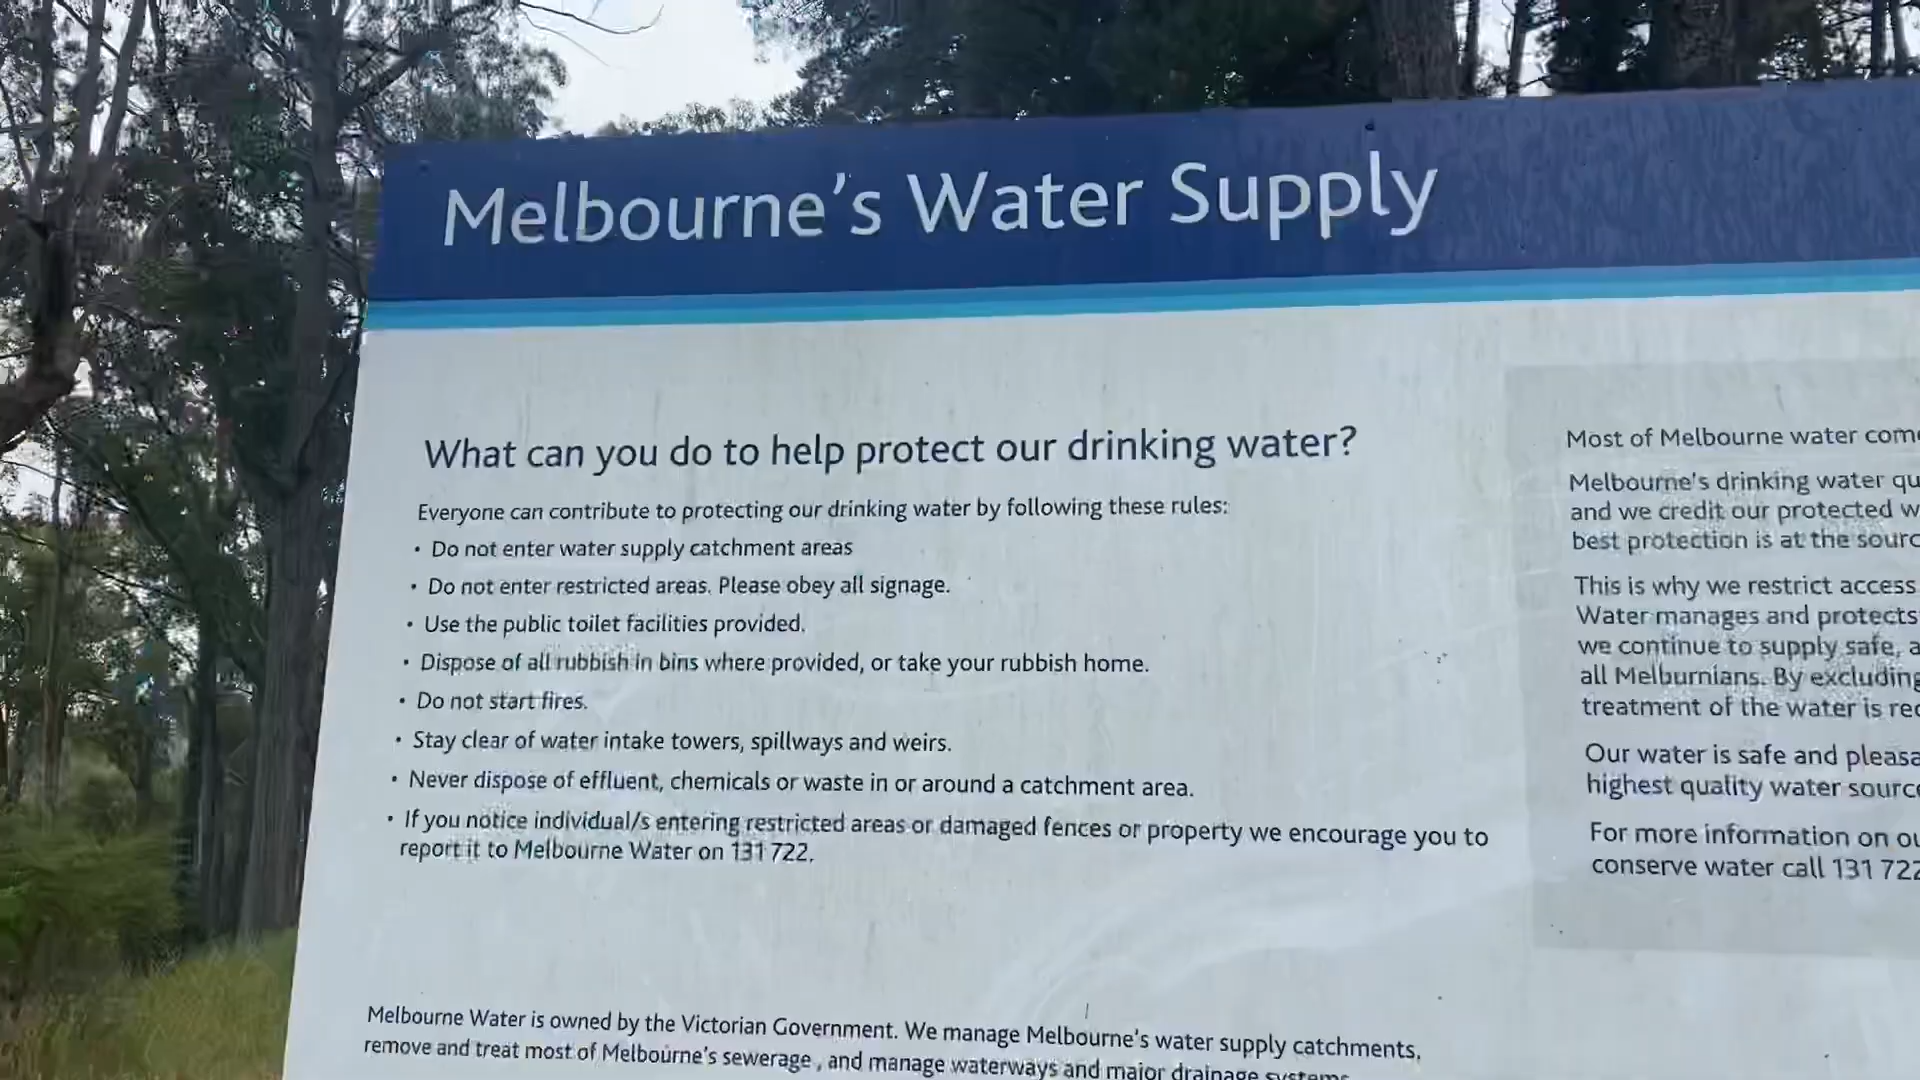 Melbourne's Water Supply
What can you do to help protect our drinking water?
Everyone can contribute to protecting our drinking water by following these rules:
• Do not enter water supply catchment areas
• Do not enter restricted areas. Please obey all signage.
• Use the public toilet facilities provided.
• Dispose of all rubbish in bins where provided, or take your rubbish home.
• Do not start fires.
• Stay clear of water intake towers, spillways and weirs.
• Never dispose of effluent, chemicals or waste in or around a catchment area.
• If you notice individual/s entering restricted areas or damaged fences or property we encourage you to
report it to Melbourne Water on 131 722.
Melbourne Water is owned by the Victorian Government. We manage Melbourne's water supply catchments,
remove and treat most of Melbourne's sewerage, and manage waterways and major drainage systems.
Most of Melbourne water
Melbourne's drinking water
and we credit our protected
best protection is at the
This is why we restrict access
Water manages and protects
we continue to supply safe,
all Melburnians. By excluding
treatment of the water is
Our water is safe and
highest quality water
For more information on
conserve water call 131 722